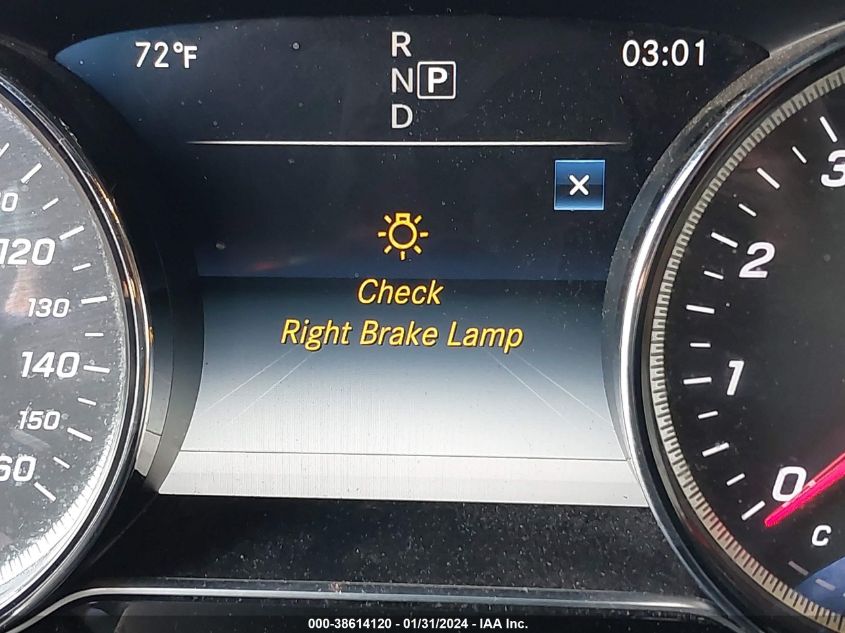 72°F
R
03:01
N P
D
×
Check
Right Brake Lamp
120
130
140
150
3
2
1
0
C
000-38614120 - 01/31/2024 - IAA Inc.